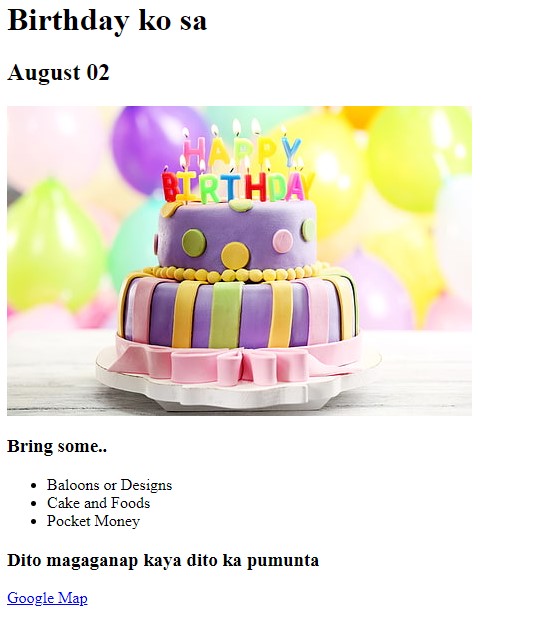 Birthday ko sa
August 02
HAPPY
BIRTHDAY
Bring some..
Baloons or Designs
Cake and Foods
Pocket Money
Dito magaganap kaya dito ka pumunta
Google Map